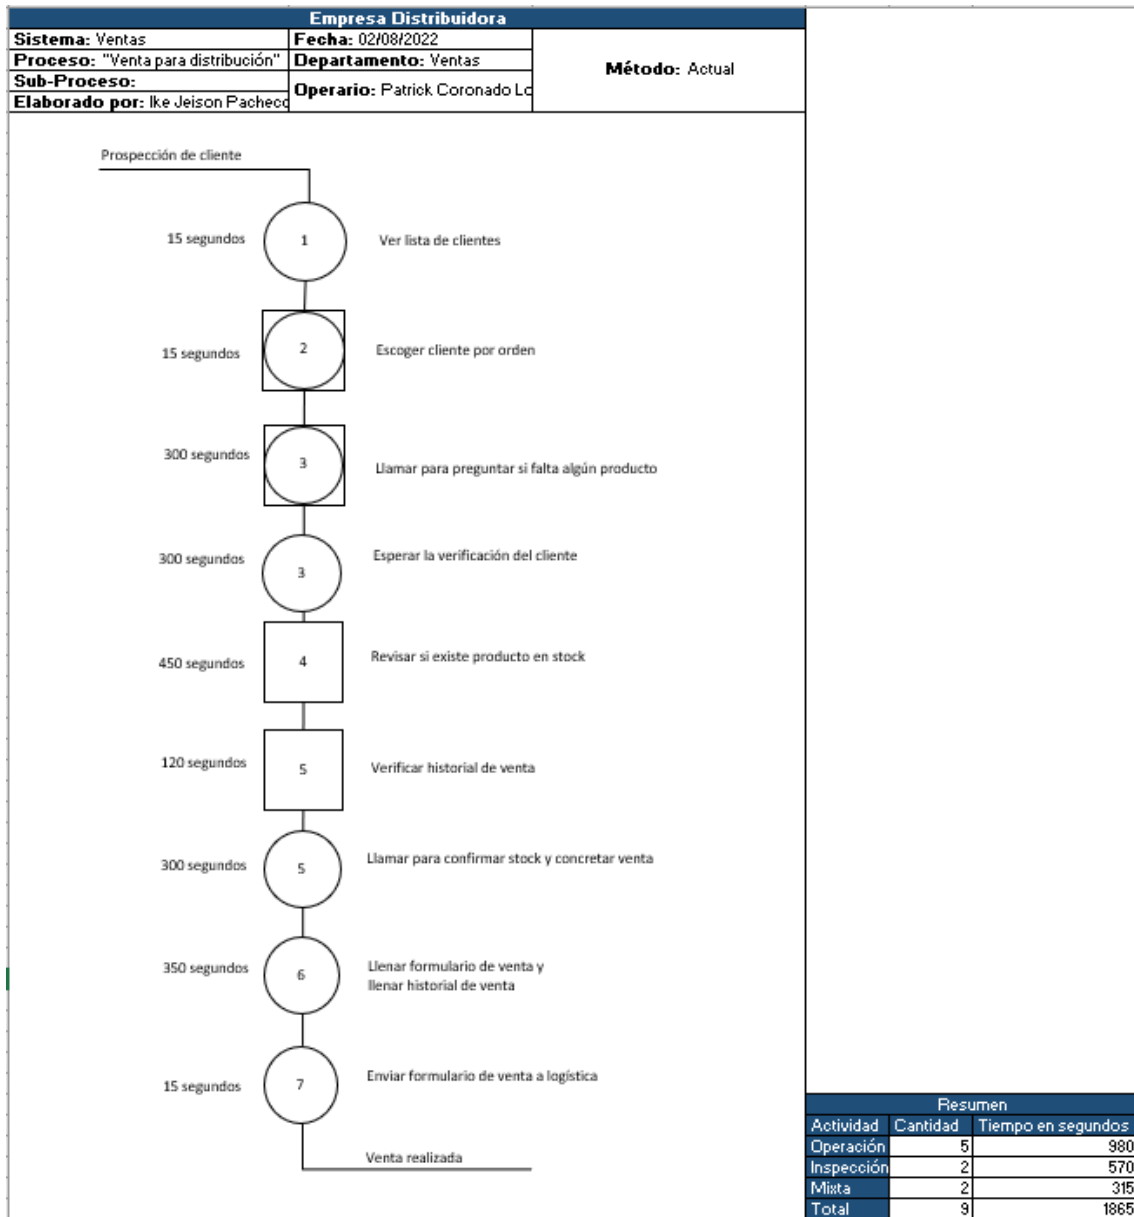 Empresa Distribuidora
Sistema: Ventas
Fecha: 02/08/2022
Método: Actual
Proceso: "Venta para distribución"
Departamento: Ventas
Sub-Proceso:
Operario: Patrick Coronado Lo
Elaborado por: Ike Jeison Pacheco
Prospección de cliente
15 segundos 1 Ver lista de clientes
15 segundos 2 Escoger cliente por orden
300 segundos 3 Llamar para preguntar si falta algún producto
300 segundos 3 Esperar la verificación del cliente
450 segundos 4 Revisar si existe producto en stock
120 segundos 5 Verificar historial de venta
300 segundos 5 Llamar para confirmar stock y concretar venta
350 segundos 6 Llenar formulario de venta y
llenar historial de venta
15 segundos 7 Enviar formulario de venta a logística
Venta realizada
Resumen
Actividad Cantidad Tiempo en segundos
Operación 5 980
Inspección 2 570
Mixta 2 315
Total 9 1865